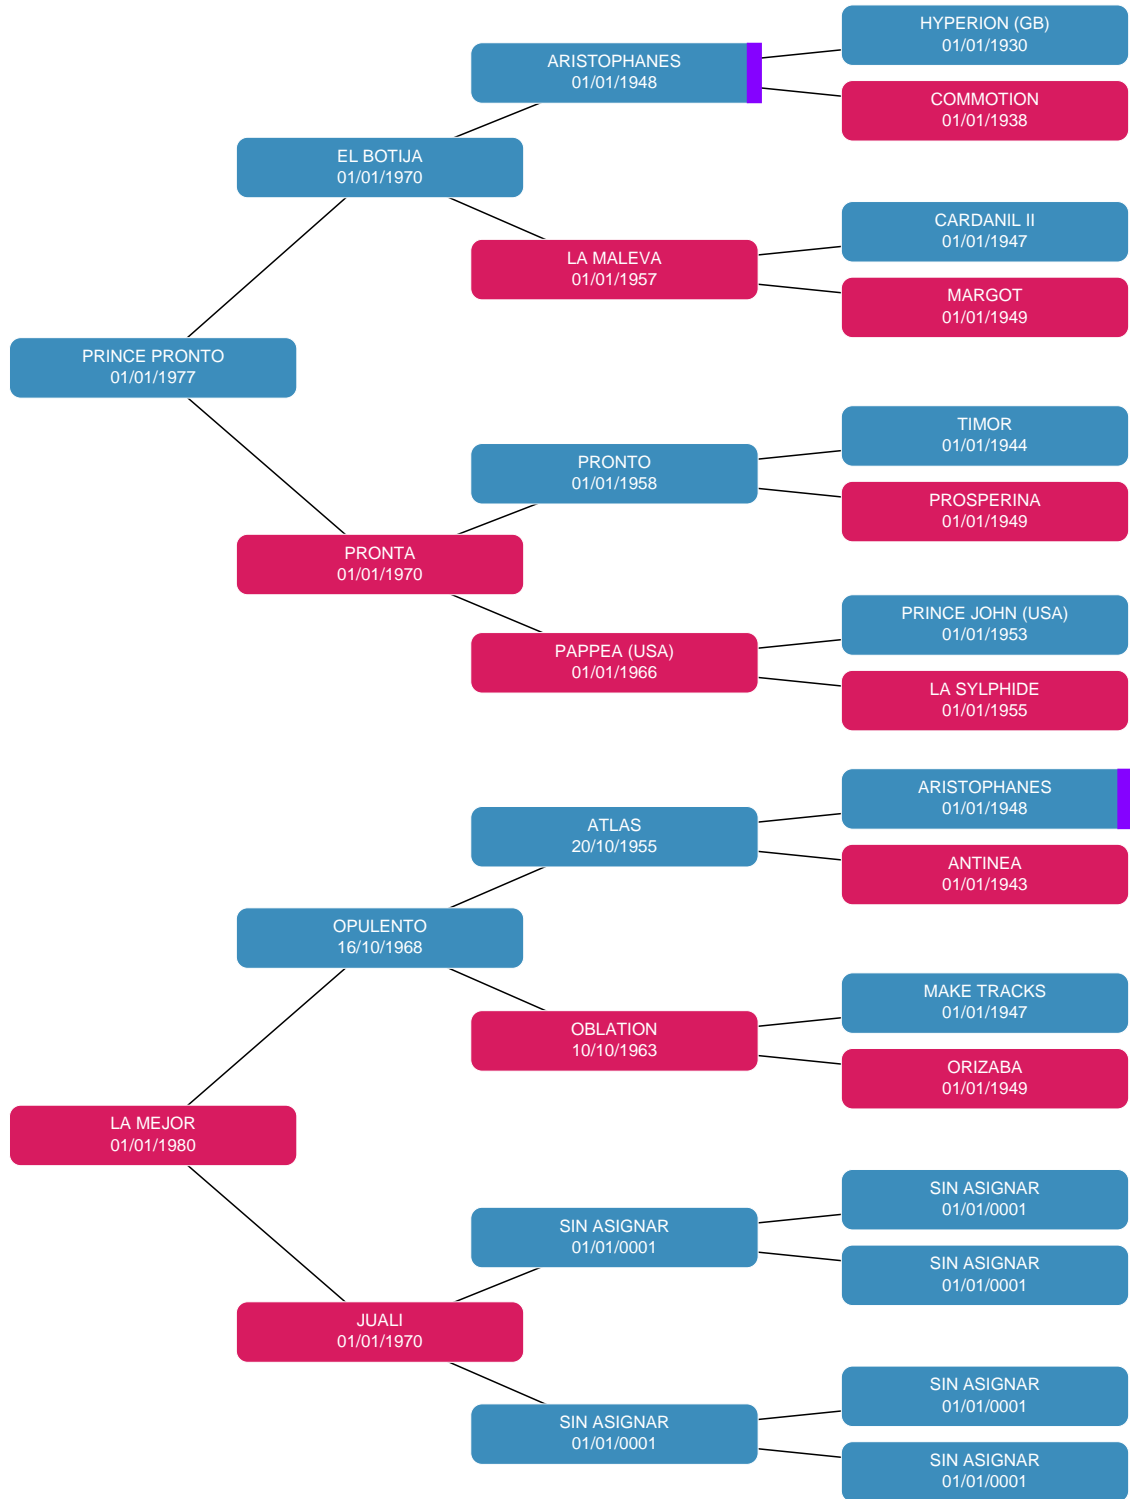 HYPERION (GB)
01/01/1930
ARISTOPHANES
01/01/1948
COMMOTION
01/01/1938
EL BOTIJA
01/01/1970
CARDANIL II
01/01/1947
LA MALEVA
01/01/1957
MARGOT
01/01/1949
PRINCE PRONTO
01/01/1977
TIMOR
01/01/1944
PRONTO
01/01/1958
PROSPERINA
01/01/1949
PRONTA
01/01/1970
PRINCE JOHN (USA)
01/01/1953
PAPPEA (USA)
01/01/1966
LA SYLPHIDE
01/01/1955
ARISTOPHANES
01/01/1948
ATLAS
20/10/1955
ANTINEA
01/01/1943
OPULENTO
16/10/1968
MAKE TRACKS
01/01/1947
OBLATION
10/10/1963
ORIZABA
01/01/1949
LA MEJOR
01/01/1980
SIN ASIGNAR
01/01/0001
SIN ASIGNAR
01/01/0001
SIN ASIGNAR
01/01/0001
JUALI
01/01/1970
SIN ASIGNAR
01/01/0001
SIN ASIGNAR
01/01/0001
SIN ASIGNAR
01/01/0001